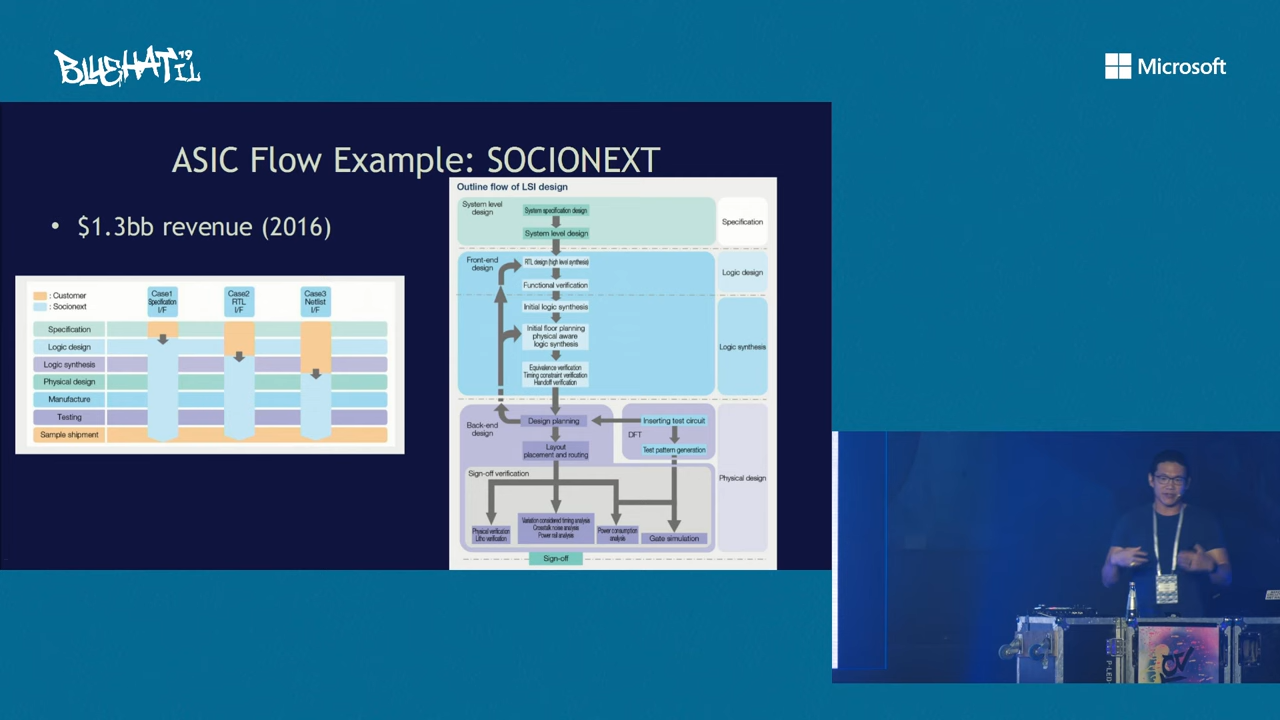 BLUEHAT IL '19
Microsoft
ASIC Flow Example: SOCIONEXT
• $1.3bb revenue (2016)
: Customer
: Socionext
Case1
Specification
I/F
Case2
RTL
I/F
Case3
Netlist
I/F
Specification
Logic design
Logic synthesis
Physical design
Manufacture
Testing
Sample shipment
Outline flow of LSI design
System level
design
System specification design
System level design
Specification
Front-end
design
RTL design (high level synthesis)
Functional verification
Logic design
Initial logic synthesis
Initial floor planning
physical aware
logic synthesis
Equivalence verification
Timing constraint verification
Handoff verification
Logic synthesis
Back-end
design
Design planning
Layout
placement and routing
Inserting test circuit
DFT
Test pattern generation
Physical design
Sign-off verification
Physical verification
Litho verification
Variation considered timing analysis
Crosstalk noise analysis
Power rail analysis
Power consumption
analysis
Gate simulation
Sign-off
P-LED